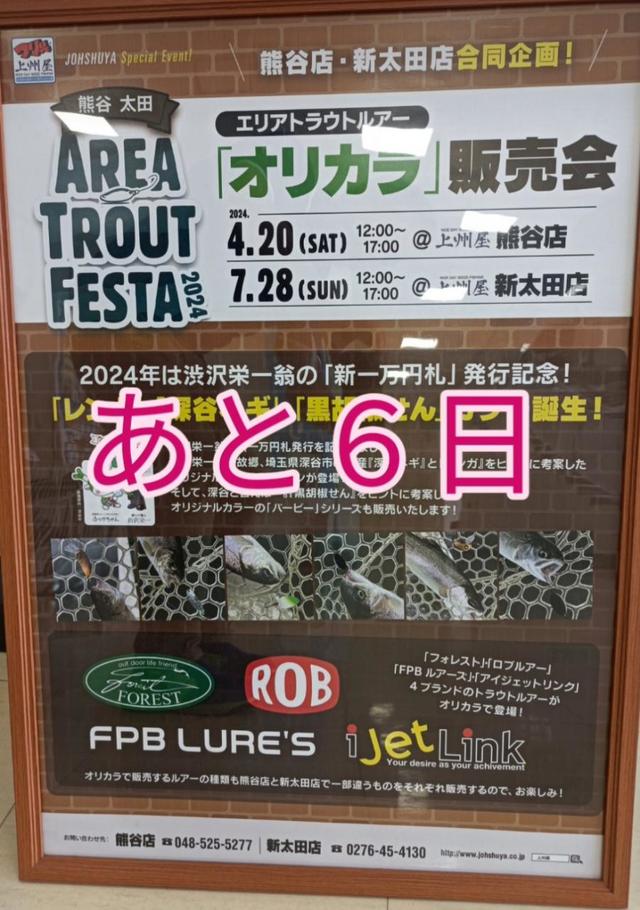 上州屋
JOHSHUYA Special Event!
熊谷店・新太田店合同企画！
熊谷 太田
AREA
TROUT
FESTA 2024
エリアトラウトルアー
「オリカラ」販売会
2024.
4.20(SAT) 12:00~17:00 @上州屋 熊谷店
7.28(SUN) 12:00~17:00 @上州屋 新太田店
2024年は渋沢栄一翁の「新一万円札」発行記念！
誕生！
あと6日
オリジナルカラーの「バービー」シリーズも販売いたします！
out door life friend
Forest
FOREST
ROB
FPB LURE'S
ijetLink
Your desire as your achivement
「フォレスト」「ロブルアー」
「FPB ルアーズ」「アイジェットリンク」
4ブランドのトラウトルアーが
オリカラで登場！
オリカラで販売するルアーの種類も熊谷店と新太田店で一部違うものをそれぞれ販売するので、お楽しみ！
お問い合わせ先： 熊谷店 ☎048-525-5277 新太田店 ☎0276-45-4130 http://www.johshuya.co.jp 上州屋